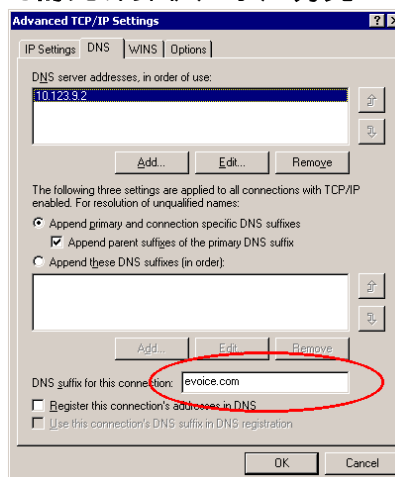 Advanced TCP/IP Settings
IP Settings DNS WINS Options
DNS server addresses, in order of use:
10.123.9.2
Add... Edit... Remove
The following three settings are applied to all connections with TCP/IP
enabled. For resolution of unqualified names:
Append primary and connection specific DNS suffixes
Append parent suffixes of the primary DNS suffix
Append these DNS suffixes (in order):
Add... Edit... Remove
DNS suffix for this connection: evoice.com
Register this connection's addresses in DNS
Use this connection's DNS suffix in DNS registration
OK Cancel